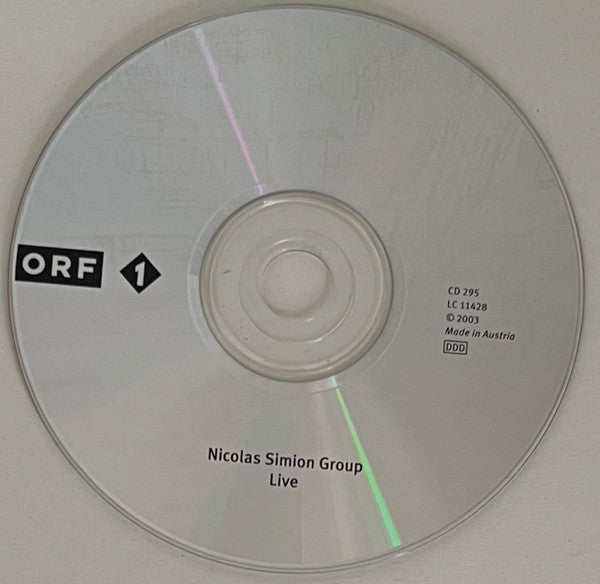 ORF 1
CD 295
LC 11428
© 2003
Made in Austria
DDD
Nicolas Simion Group
Live